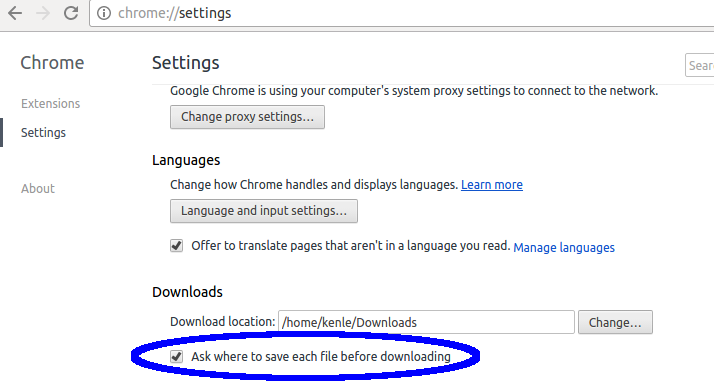 chrome://settings
Chrome
Settings
Sear
Extensions
Settings
About
Google Chrome is using your computer's system proxy settings to connect to the network.
Change proxy settings...
Languages
Change how Chrome handles and displays languages. Learn more
Language and input settings...
Offer to translate pages that aren't in a language you read. Manage languages
Downloads
Download location: /home/kenle/Downloads Change...
Ask where to save each file before downloading